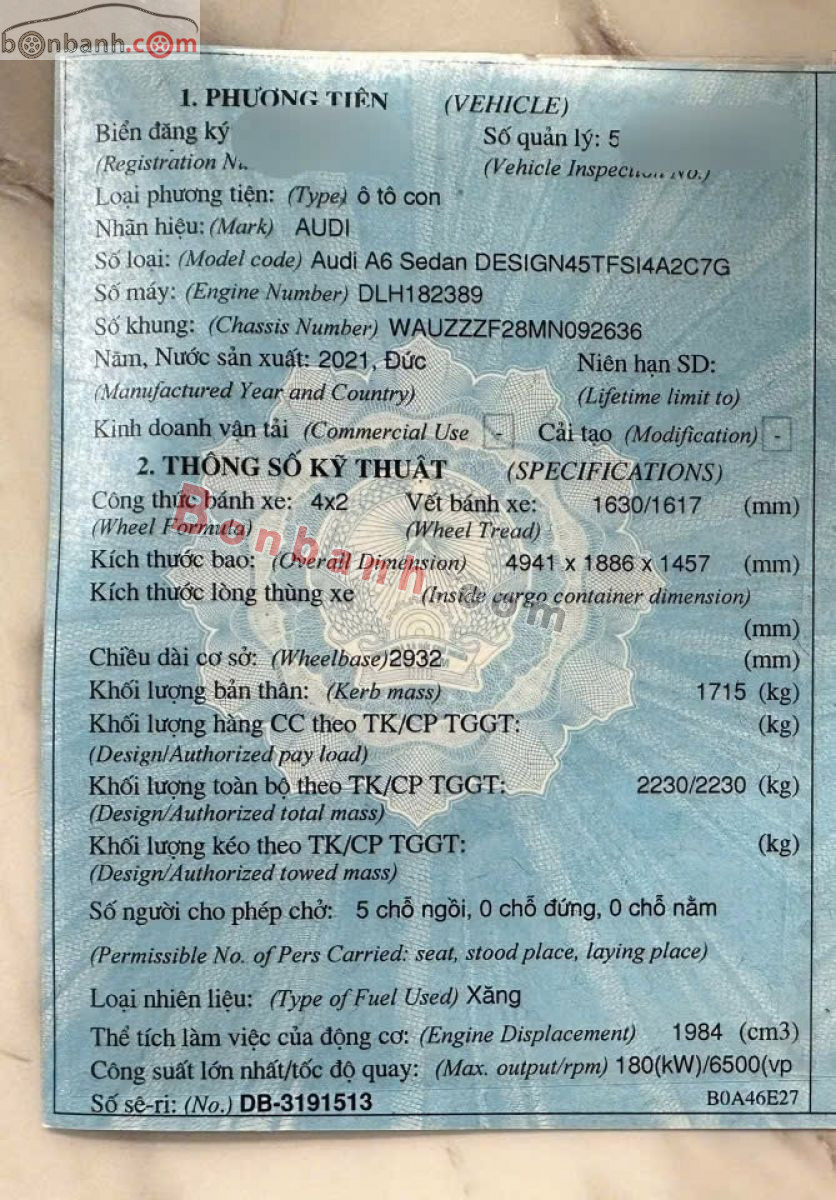 bonbanh.com
1. PHƯƠNG TIỆN (VEHICLE)
Biển đăng ký Số quản lý: 5
(Registration (Vehicle Inspection No.)
Loại phương tiện: (Type) ô tô con
Nhãn hiệu: (Mark) AUDI
Số loại: (Model code) Audi A6 Sedan DESIGN45TFSI4A2C7G
Số máy: (Engine Number) DLH182389
Số khung: (Chassis Number) WAUZZZF28MN092636
Năm, Nước sản xuất: 2021, Đức Niên hạn SD:
(Manufactured Year and Country) (Lifetime limit to)
Kinh doanh vận tải (Commercial Use - Cải tạo (Modification) -
2. THÔNG SỐ KỸ THUẬT (SPECIFICATIONS)
Công thức bánh xe: 4x2 Vết bánh xe: 1630/1617 (mm)
(Wheel Formula) (Wheel Tread)
Bonbanh.com
Kích thước bao: (Overall Dimension) 4941 x 1886 x 1457 (mm)
Kích thước lòng thùng xe (Inside cargo container dimension)
(mm)
Chiều dài cơ sở: (Wheelbase) 2932 (mm)
Khối lượng bản thân: (Kerb mass) 1715 (kg)
Khối lượng hàng CC theo TK/CP TGGT: (kg)
(Design/Authorized pay load)
Khối lượng toàn bộ theo TK/CP TGGT: 2230/2230 (kg)
(Design/Authorized total mass)
Khối lượng kéo theo TK/CP TGGT: (kg)
(Design/Authorized towed mass)
Số người cho phép chở: 5 chỗ ngồi, 0 chỗ đứng, 0 chỗ nằm
(Permissible No. of Pers Carried: seat, stood place, laying place)
Loại nhiên liệu: (Type of Fuel Used) Xăng
Thể tích làm việc của động cơ: (Engine Displacement) 1984 (cm3)
Công suất lớn nhất/tốc độ quay: (Max. output/rpm) 180(kW)/6500(vp
Số sê-ri: (No.) DB-3191513 B0A46E27